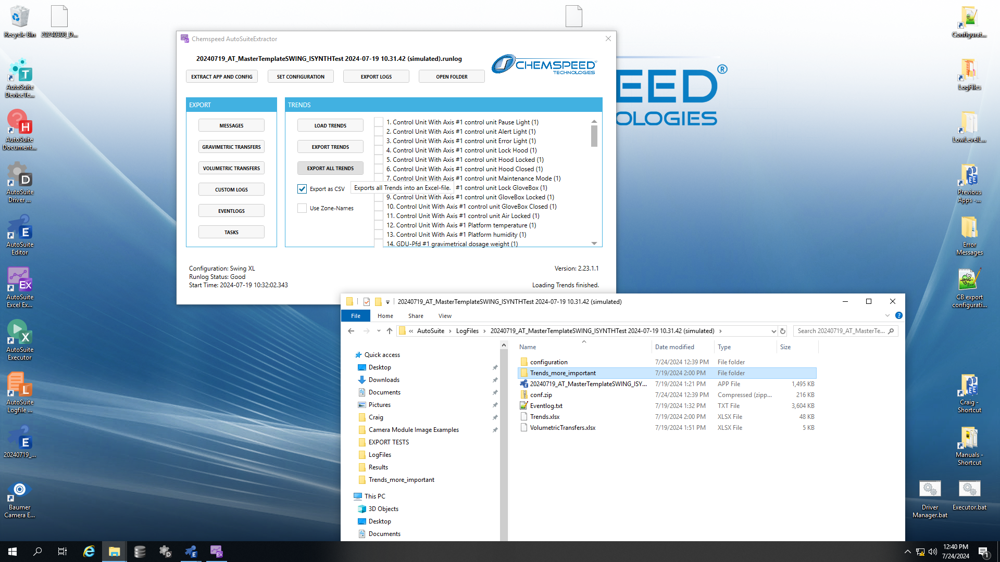 Recycle Bin
20240308_D...
AutoSuite
DeviceTe...
AutoSuite
Document...
AutoSuite
Driver ...
AutoSuite
Editor
AutoSuite
Excel Ex...
AutoSuite
Executor
AutoSuite
Logfile ...
20240719_...
Baumer
Camera E...
Chemspeed AutoSuiteExtractor
20240719_AT_MasterTemplateSWING_ISYNTHTest 2024-07-19 10.31.42 (simulated).runlog
EXTRACT APP AND CONFIG
SET CONFIGURATION
EXPORT LOGS
OPEN FOLDER
CHEMSPEED
TECHNOLOGIES
EXPORT
MESSAGES
GRAVIMETRIC TRANSFERS
VOLUMETRIC TRANSFERS
CUSTOM LOGS
EVENTLOGS
TASKS
TRENDS
LOAD TRENDS
EXPORT TRENDS
EXPORT ALL TRENDS
Export as CSV
Use Zone-Names
Exports all Trends into an Excel-file.
1. Control Unit With Axis #1 control unit Pause Light (1)
2. Control Unit With Axis #1 control unit Alert Light (1)
3. Control Unit With Axis #1 control unit Error Light (1)
4. Control Unit With Axis #1 control unit Lock Hood (1)
5. Control Unit With Axis #1 control unit Hood Locked (1)
6. Control Unit With Axis #1 control unit Hood Closed (1)
7. Control Unit With Axis #1 control unit Maintenance Mode (1)
#1 control unit Lock GloveBox (1)
9. Control Unit With Axis #1 control unit GloveBox Locked (1)
10. Control Unit With Axis #1 control unit GloveBox Closed (1)
11. Control Unit With Axis #1 control unit Air Locked (1)
12. Control Unit With Axis #1 Platform temperature (1)
13. Control Unit With Axis #1 Platform humidity (1)
14. GDU-Pfd #1 gravimetrical dosage weight (1)
Configuration: Swing XL
Runlog Status: Good
Start Time: 2024-07-19 10:32:02.343
Version: 2.23.1.1
Loading Trends finished.
EED®
OLOGIES
20240719_AT_MasterTemplateSWING_ISYNTHTest 2024-07-19 10.31.42 (simulated)
File
Home
Share
View
« AutoSuite > LogFiles > 20240719_AT_MasterTemplateSWING_ISYNTHTest 2024-07-19 10.31.42 (simulated) >
Search 20240719_AT_MasterTe...
Quick access
Desktop
Downloads
Documents
Pictures
Craig
Camera Module Image Examples
EXPORT TESTS
LogFiles
Results
Trends_more_important
This PC
3D Objects
Desktop
Documents
Name Date modified Type Size
configuration 7/24/2024 12:39 PM File folder
Trends_more_important 7/19/2024 2:00 PM File folder
20240719_AT_MasterTemplateSWING_ISY... 7/19/2024 1:21 PM APP File 1,495 KB
conf.zip 7/24/2024 12:39 PM Compressed (zipp... 216 KB
Eventlog.txt 7/19/2024 1:32 PM TXT File 3,604 KB
Trends.xlsx 7/19/2024 2:00 PM XLSX File 48 KB
VolumetricTransfers.xlsx 7/19/2024 1:51 PM XLSX File 5 KB
Configurat...
LogFiles
LowLevelL...
Previous
Apps -...
Error
Messages
CB export
configurati...
Craig -
Shortcut
Manuals -
Shortcut
Driver
Manager.bat
Executor.bat
12:40 PM
7/24/2024
1